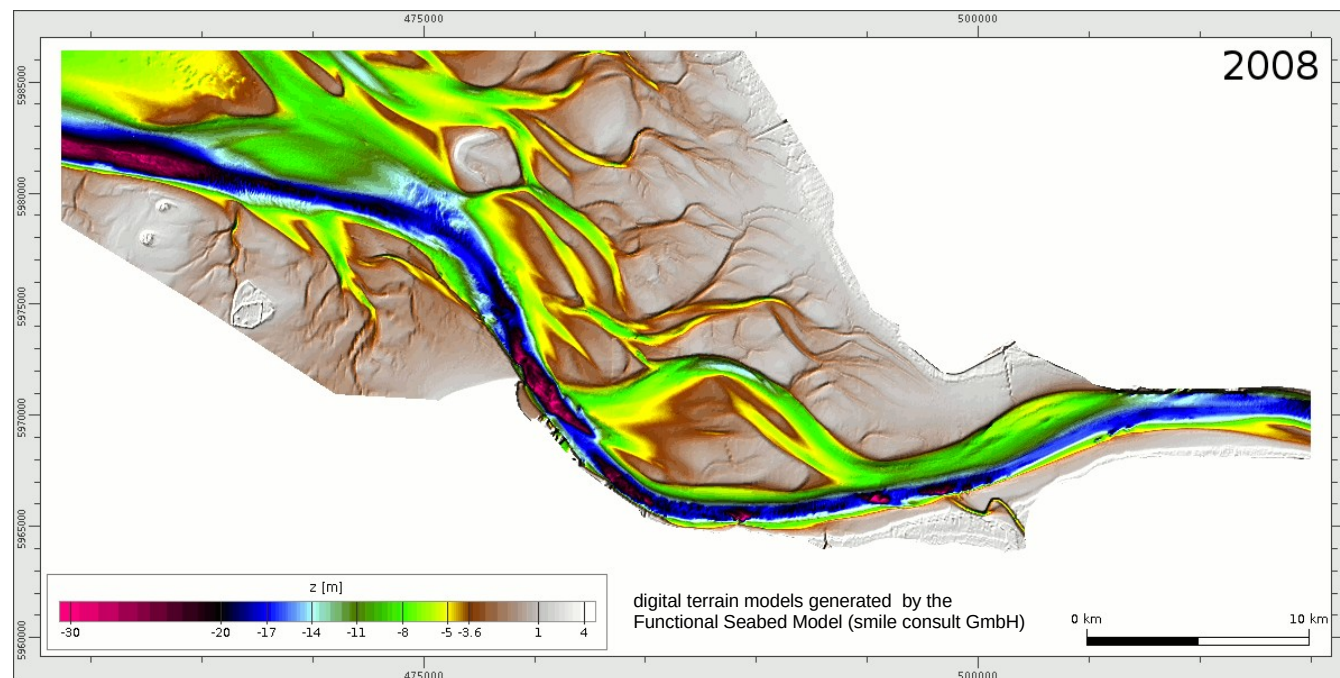 475000 500000
2008
5985000
5980000
5975000
5970000
5965000
5960000
z [m]
-30 -20 -17 -14 -11 -8 -5 -3.6 1 4
digital terrain models generated by the
Functional Seabed Model (smile consult GmbH)
0 km 10 km
475000 500000